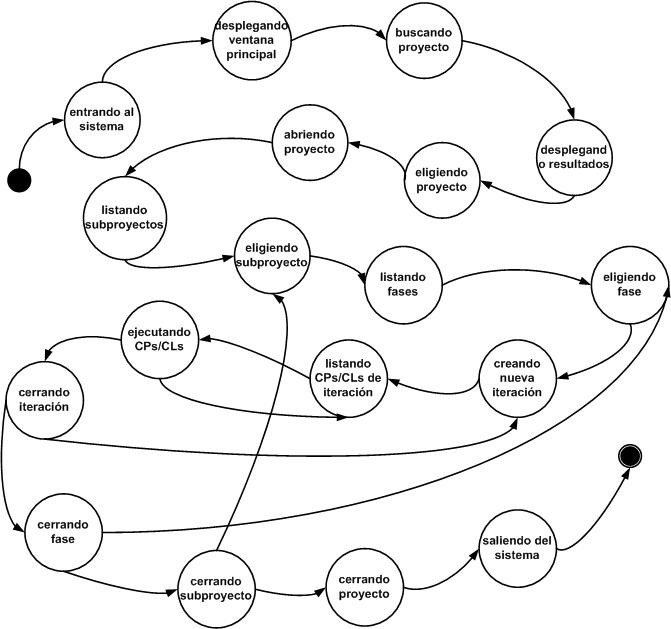 desplegando
ventana
principal
buscando
proyecto
entrando al
sistema
abriendo
proyecto
eligiendo
proyecto
desplegand
o resultados
listando
subproyectos
eligiendo
subproyecto
listando
fases
eligiendo
fase
ejecutando
CPs/CLs
listando
CPs/CLs de
iteración
creando
nueva
iteración
cerrando
iteración
cerrando
fase
cerrando
subproyecto
cerrando
proyecto
saliendo del
sistema